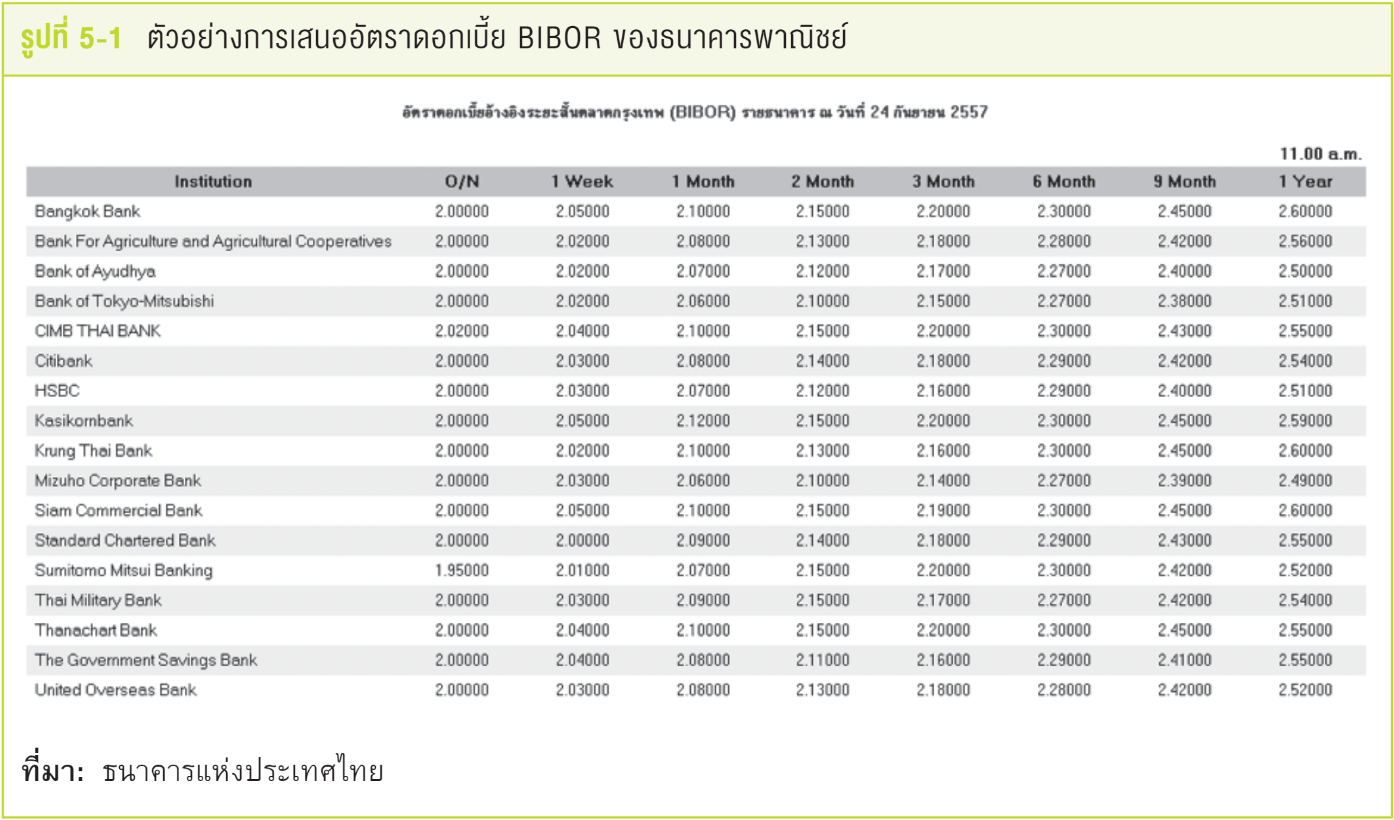 รูปที่ 5-1 ตัวอย่างการเสนออัตราดอกเบี้ย BIBOR ของธนาคารพาณิชย์
อัตราดอกเบี้ยอ้างอิงระยะสั้นตลาดกรุงเทพ (BIBOR) รายธนาคาร ณ วันที่ 24 กันยายน 2557
11.00 a.m.
Institution O/N 1 Week 1 Month 2 Month 3 Month 6 Month 9 Month 1 Year
Bangkok Bank 2.00000 2.05000 2.10000 2.15000 2.20000 2.30000 2.45000 2.60000
Bank For Agriculture and Agricultural Cooperatives 2.00000 2.02000 2.08000 2.13000 2.18000 2.28000 2.42000 2.56000
Bank of Ayudhya 2.00000 2.02000 2.07000 2.12000 2.17000 2.27000 2.40000 2.50000
Bank of Tokyo-Mitsubishi 2.00000 2.02000 2.06000 2.10000 2.15000 2.27000 2.38000 2.51000
CIMB THAI BANK 2.02000 2.04000 2.10000 2.15000 2.20000 2.30000 2.43000 2.55000
Citibank 2.00000 2.03000 2.08000 2.14000 2.18000 2.29000 2.42000 2.54000
HSBC 2.00000 2.03000 2.07000 2.12000 2.16000 2.29000 2.40000 2.51000
Kasikornbank 2.00000 2.05000 2.12000 2.15000 2.20000 2.30000 2.45000 2.59000
Krung Thai Bank 2.00000 2.02000 2.10000 2.13000 2.16000 2.30000 2.45000 2.60000
Mizuho Corporate Bank 2.00000 2.03000 2.06000 2.10000 2.14000 2.27000 2.39000 2.49000
Siam Commercial Bank 2.00000 2.05000 2.10000 2.15000 2.19000 2.30000 2.45000 2.60000
Standard Chartered Bank 2.00000 2.00000 2.09000 2.14000 2.18000 2.29000 2.43000 2.55000
Sumitomo Mitsui Banking 1.95000 2.01000 2.07000 2.15000 2.20000 2.30000 2.42000 2.52000
Thai Military Bank 2.00000 2.03000 2.09000 2.15000 2.17000 2.27000 2.42000 2.54000
Thanachart Bank 2.00000 2.04000 2.10000 2.15000 2.20000 2.30000 2.45000 2.55000
The Government Savings Bank 2.00000 2.04000 2.08000 2.11000 2.16000 2.29000 2.41000 2.55000
United Overseas Bank 2.00000 2.03000 2.08000 2.13000 2.18000 2.28000 2.42000 2.52000
ที่มา: ธนาคารแห่งประเทศไทย